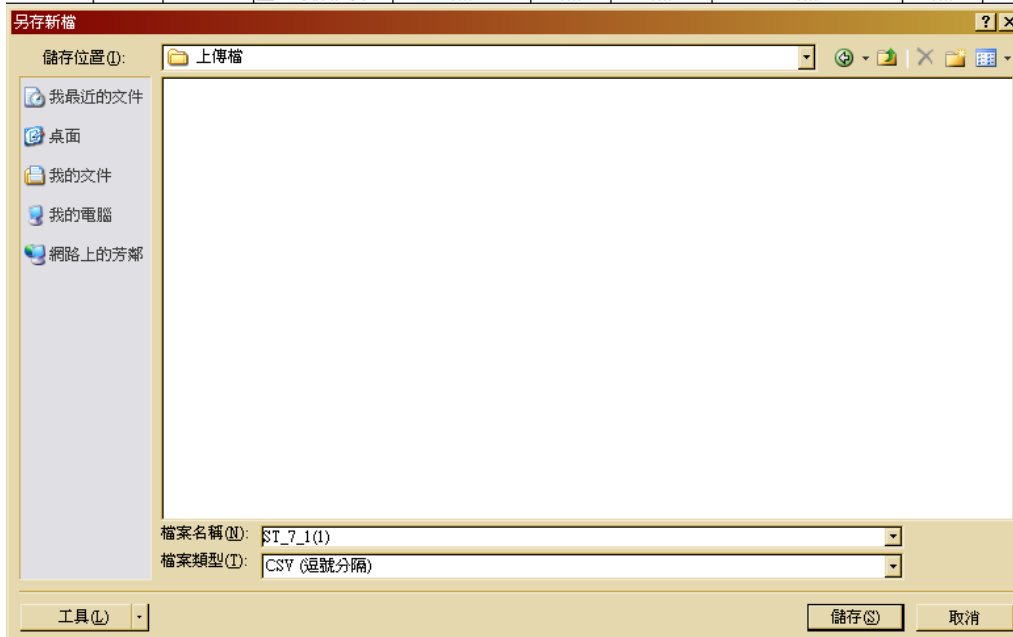 另存新檔
儲存位置(I):
上傳檔
我最近的文件
桌面
我的文件
我的電腦
網路上的芳鄰
檔案名稱(N):
ST_7_1(1)
檔案類型(T):
CSV (逗號分隔)
工具(L)
儲存(S)
取消